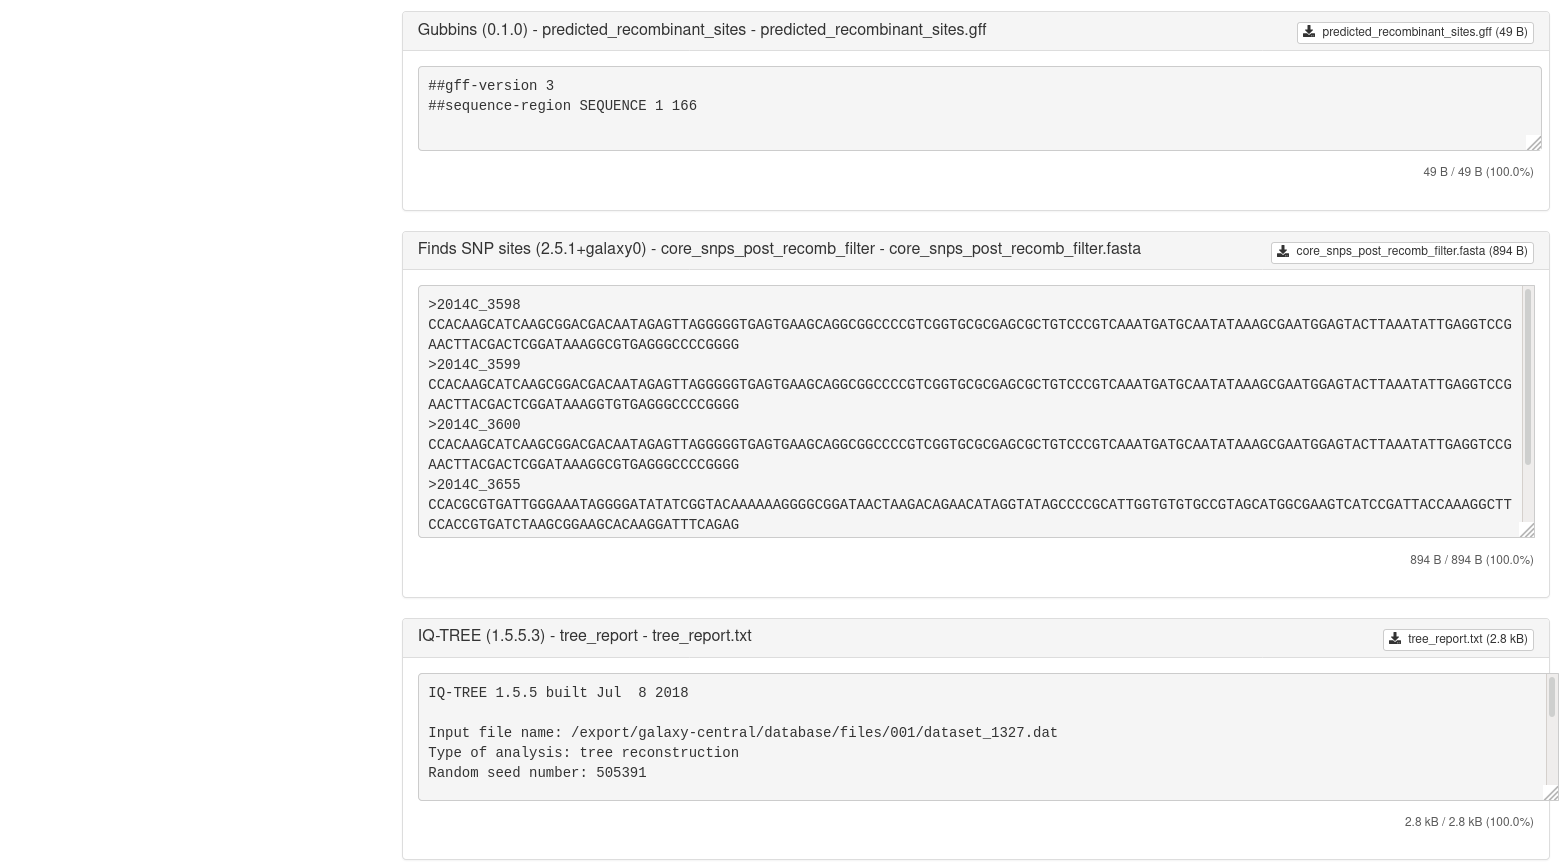 Gubbins (0.1.0) - predicted_recombinant_sites - predicted_recombinant_sites.gff
predicted_recombinant_sites.gff (49 B)
##gff-version 3
##sequence-region SEQUENCE 1 166
49 B / 49 B (100.0%)
Finds SNP sites (2.5.1+galaxy0) - core_snps_post_recomb_filter - core_snps_post_recomb_filter.fasta
core_snps_post_recomb_filter.fasta (894 B)
>2014C_3598
CCACAAGCATCAAGCGGACGACAATAGAGTTAGGGGGTGAGTGAAGCAGGCGGCCCCGTCGGTGCGCGAGCGCTGTCCCGTCAAATGATGCAATATAAAGCGAATGGAGTACTTAAATATTGAGGTCCG
AACTTACGACTCGGATAAAGGCGTGAGGGCCCCGGGG
>2014C_3599
CCACAAGCATCAAGCGGACGACAATAGAGTTAGGGGGTGAGTGAAGCAGGCGGCCCCGTCGGTGCGCGAGCGCTGTCCCGTCAAATGATGCAATATAAAGCGAATGGAGTACTTAAATATTGAGGTCCG
AACTTACGACTCGGATAAAGGTGTGAGGGCCCCGGGG
>2014C_3600
CCACAAGCATCAAGCGGACGACAATAGAGTTAGGGGGTGAGTGAAGCAGGCGGCCCCGTCGGTGCGCGAGCGCTGTCCCGTCAAATGATGCAATATAAAGCGAATGGAGTACTTAAATATTGAGGTCCG
AACTTACGACTCGGATAAAGGCGTGAGGGCCCCGGGG
>2014C_3655
CCACGCGTGATTGGGAAATAGGGGATATATCGGTACAAAAAAGGGGCGGATAACTAAGACAGAACATAGGTATAGCCCCGCATTGGTGTGTGCCGTAGCATGGCGAAGTCATCCGATTACCAAAGGCTT
CCACCGTGATCTAAGCGGAAGCACAAGGATTTCAGAG
894 B / 894 B (100.0%)
IQ-TREE (1.5.5.3) - tree_report - tree_report.txt
tree_report.txt (2.8 kB)
IQ-TREE 1.5.5 built Jul  8 2018
Input file name: /export/galaxy-central/database/files/001/dataset_1327.dat
Type of analysis: tree reconstruction
Random seed number: 505391
2.8 kB / 2.8 kB (100.0%)